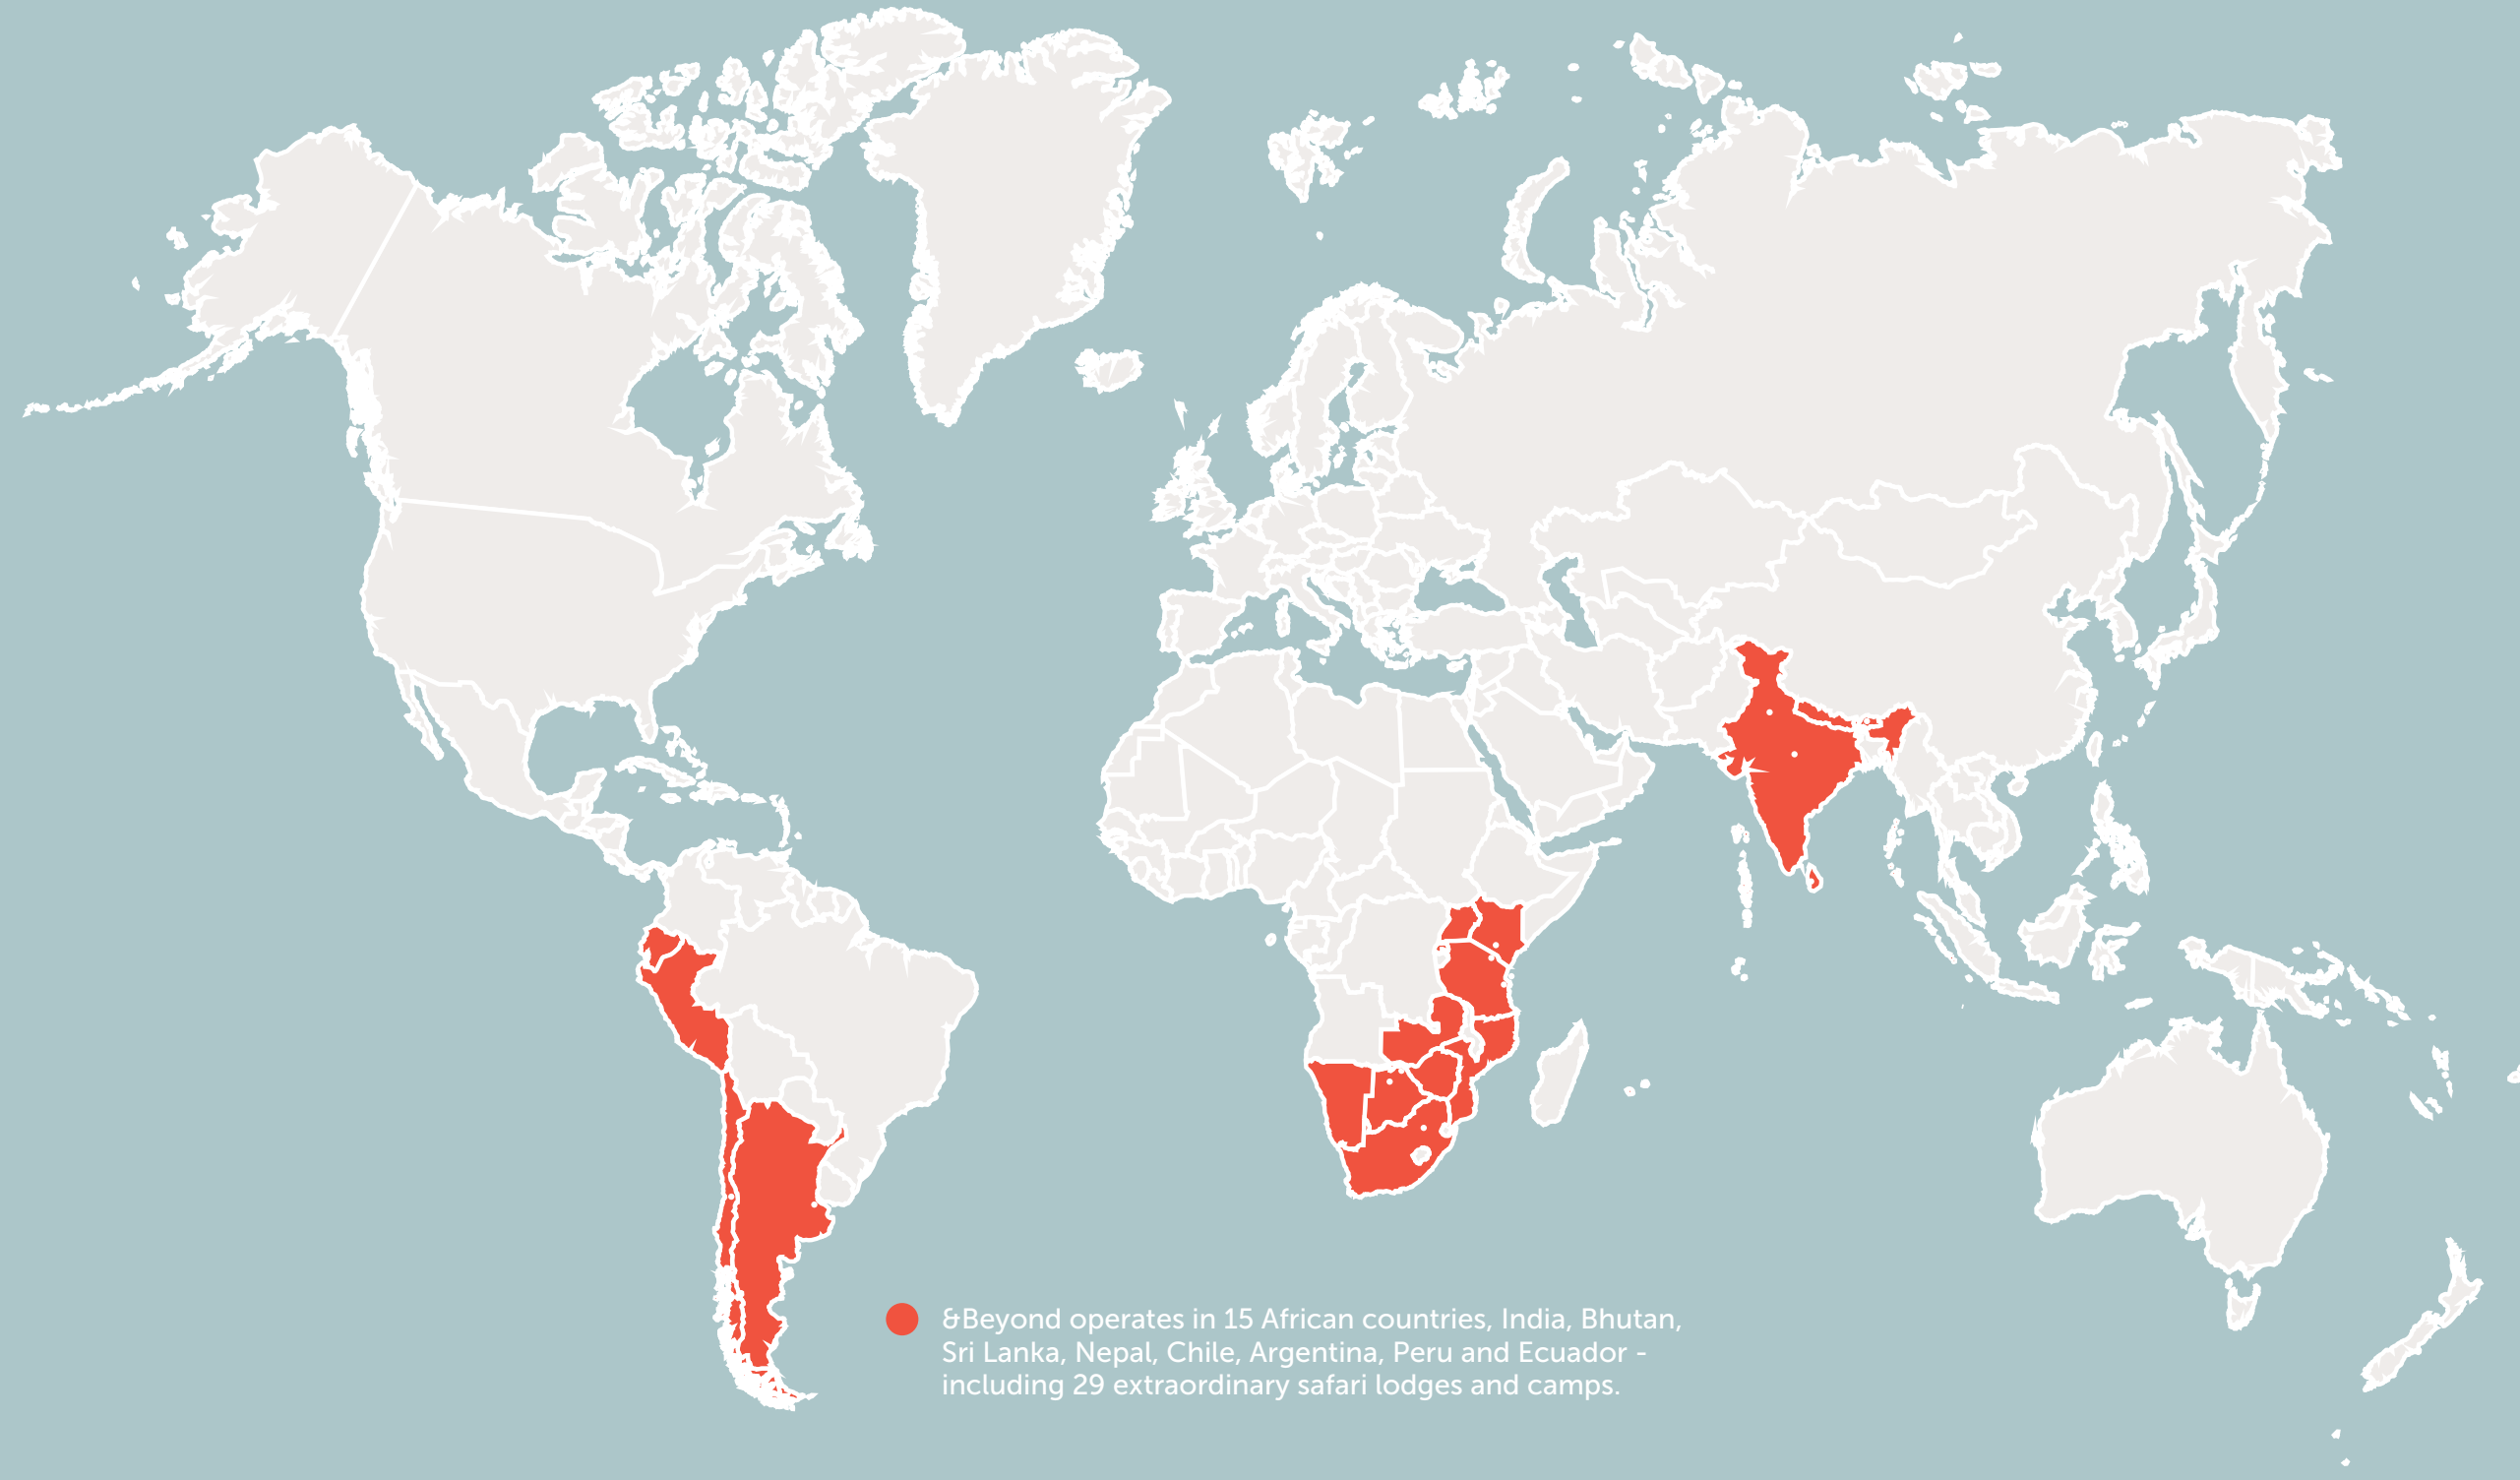 &Beyond operates in 15 African countries, India, Bhutan,
Sri Lanka, Nepal, Chile, Argentina, Peru and Ecuador -
including 29 extraordinary safari lodges and camps.